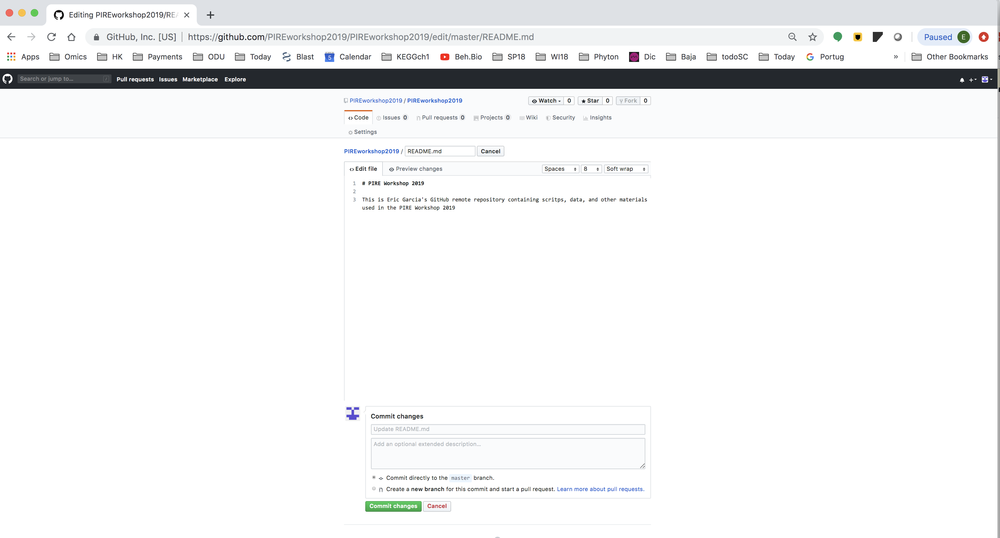 Editing PIREworkshop2019/REA
GitHub, Inc. [US] https://github.com/PIREworkshop2019/PIREworkshop2019/edit/master/README.md Paused E
Apps Omics HK Payments ODU Today Blast 5 Calendar KEGGch1 Beh.Bio SP18 WI18 Phyton Dic Baja todoSC Today Portug » Other Bookmarks
Search or jump to... / Pull requests Issues Marketplace Explore
PIREworkshop2019 / PIREworkshop2019 Watch 0 Star 0 Fork 0
Code Issues 0 Pull requests 0 Projects 0 Wiki Security Insights
Settings
PIREworkshop2019 / README.md Cancel
Edit file Preview changes Spaces 8 Soft wrap
1 # PIRE Workshop 2019
2
3 This is Eric Garcia's GitHub remote repository containing scritps, data, and other materials
used in the PIRE Workshop 2019
Commit changes
Update README.md
Add an optional extended description...
Commit directly to the master branch.
Create a new branch for this commit and start a pull request. Learn more about pull requests.
Commit changes Cancel